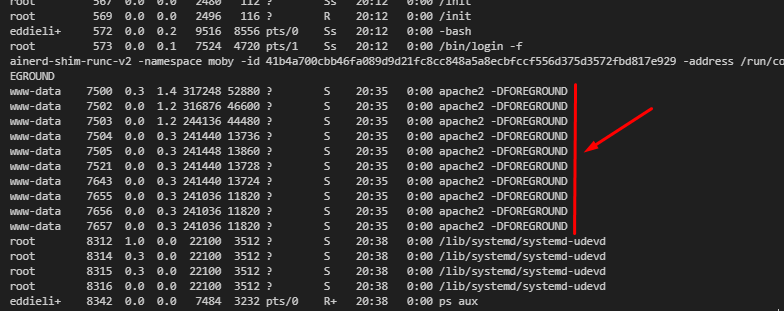 root       567  0.0  0.0   2480   112 ?        Ss   20:12   0:00 /init
root       569  0.0  0.0   2496   116 ?        R    20:12   0:00 /init
eddieli+   572  0.0  0.2   9516  8556 pts/0    Ss   20:12   0:00 -bash
root       573  0.0  0.1   7524  4720 pts/1    Ss   20:12   0:00 /bin/login -f
ainerd-shim-runc-v2 -namespace moby -id 41b4a700cbb46fa089d9d21fc8cc848a5a8ecbfccf556d375d3572fbd817e929 -address /run/co
EGROUND
www-data  7500  0.3  1.4 317248 52880 ?        S    20:35   0:00 apache2 -DFOREGROUND
www-data  7502  0.0  1.2 316876 46600 ?        S    20:35   0:00 apache2 -DFOREGROUND
www-data  7503  0.0  1.2 244136 44480 ?        S    20:35   0:00 apache2 -DFOREGROUND
www-data  7504  0.0  0.3 241440 13736 ?        S    20:35   0:00 apache2 -DFOREGROUND
www-data  7505  0.0  0.3 241448 13860 ?        S    20:35   0:00 apache2 -DFOREGROUND
www-data  7521  0.0  0.3 241440 13728 ?        S    20:35   0:00 apache2 -DFOREGROUND
www-data  7643  0.0  0.3 241440 13724 ?        S    20:35   0:00 apache2 -DFOREGROUND
www-data  7655  0.0  0.3 241036 11820 ?        S    20:35   0:00 apache2 -DFOREGROUND
www-data  7656  0.0  0.3 241036 11820 ?        S    20:35   0:00 apache2 -DFOREGROUND
www-data  7657  0.0  0.3 241036 11820 ?        S    20:35   0:00 apache2 -DFOREGROUND
root      8312  1.0  0.0  22100  3512 ?        S    20:38   0:00 /lib/systemd/systemd-udevd
root      8314  0.3  0.0  22100  3512 ?        S    20:38   0:00 /lib/systemd/systemd-udevd
root      8315  0.3  0.0  22100  3512 ?        S    20:38   0:00 /lib/systemd/systemd-udevd
root      8316  0.0  0.0  22100  3512 ?        S    20:38   0:00 /lib/systemd/systemd-udevd
eddieli+  8342  0.0  0.0   7484  3232 pts/0    R+   20:38   0:00 ps aux